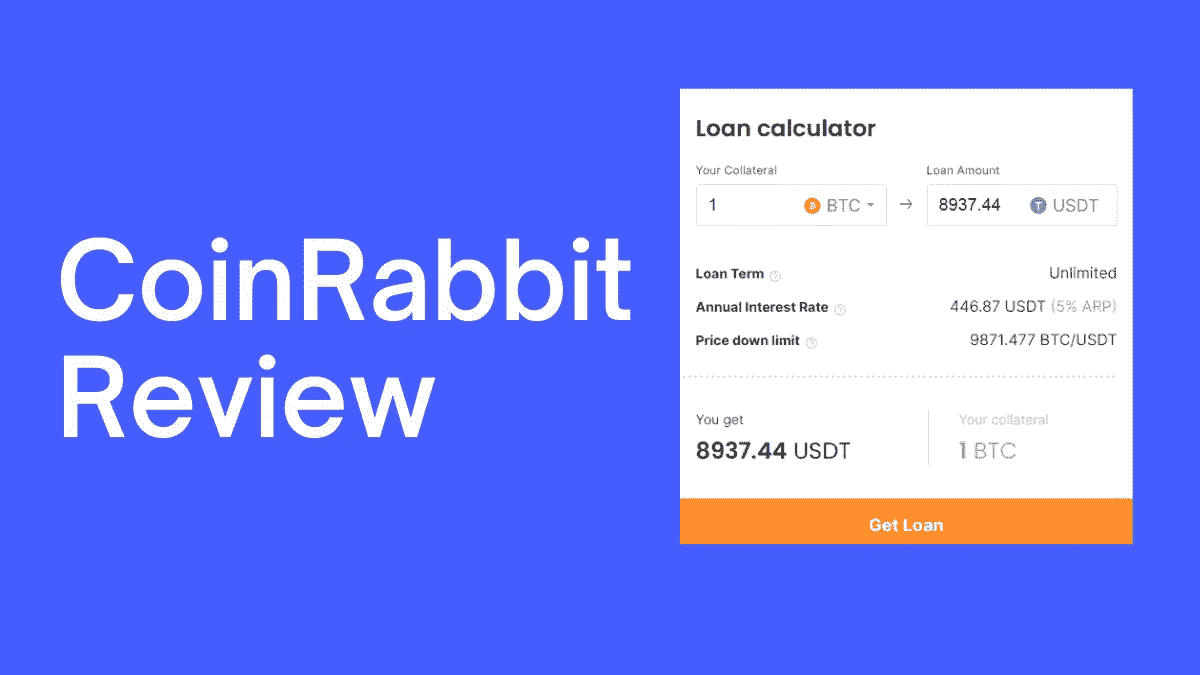 CoinRabbit
Review
Loan calculator
Your Collateral
Loan Amount
1 BTC → 8937.44 USDT
Loan Term ? Unlimited
Annual Interest Rate ? 446.87 USDT (5% ARP)
Price down limit ? 9871.477 BTC/USDT
You get
Your collateral
8937.44 USDT
1 BTC
Get Loan